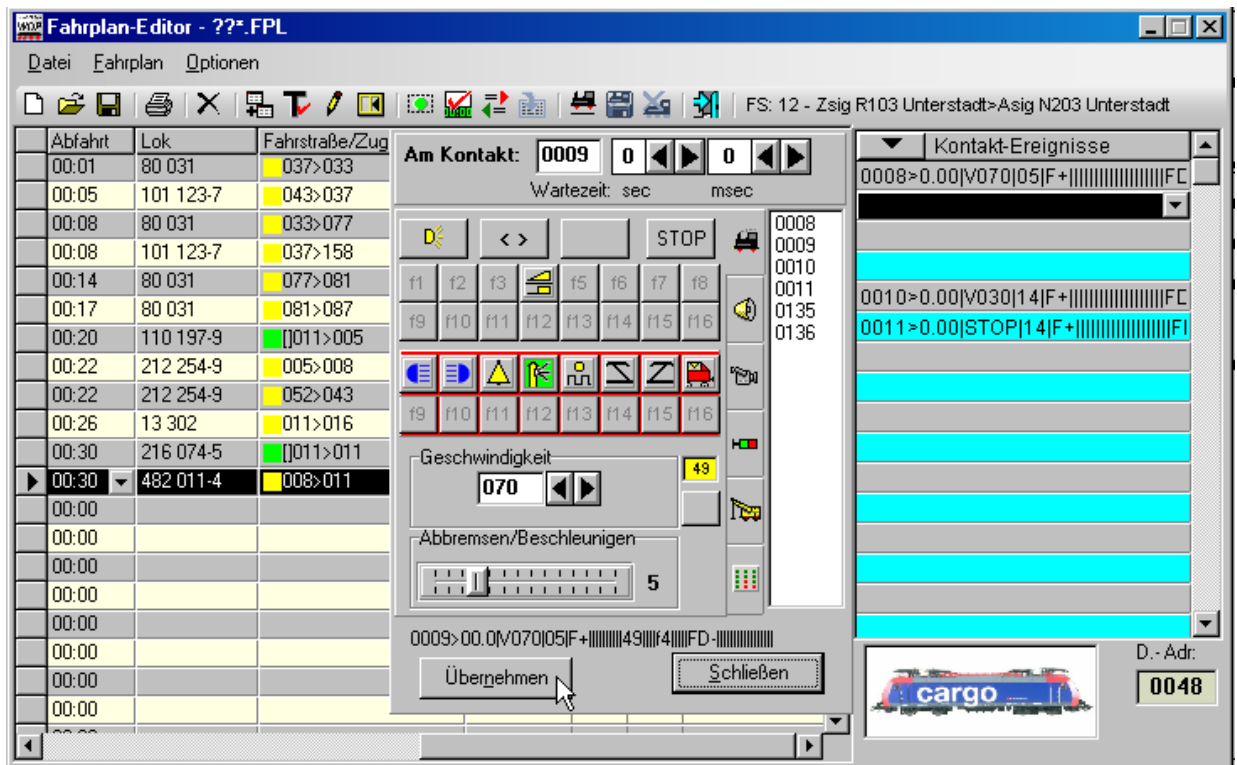 Fahrplan-Editor - ??*.FPL
Datei Fahrplan Optionen
FS: 12 - Zsig R103 Unterstadt>Asig N203 Unterstadt
Abfahrt Lok Fahrstraße/Zug
00:01 80 031 037>033
00:05 101 123-7 043>037
00:08 80 031 033>077
00:08 101 123-7 037>158
00:14 80 031 077>081
00:17 80 031 081>087
00:20 110 197-9 []011>005
00:22 212 254-9 005>008
00:22 212 254-9 052>043
00:26 13 302 011>016
00:30 216 074-5 []011>011
00:30 482 011-4 008>011
00:00
00:00
00:00
00:00
00:00
00:00
00:00
00:00
Am Kontakt: 0009 0 0
Wartezeit: sec msec
D < > STOP
f1 f2 f3 f5 f6 f7 f8
f9 f10 f11 f12 f13 f14 f15 f16
f9 f10 f11 f12 f13 f14 f15 f16
Geschwindigkeit
070
49
Abbremsen/Beschleunigen
5
0008
0009
0010
0011
0135
0136
0009>00.0|V070|05|F+||||||||||49||||f4|||||FD-||||||||||||||||
Übernehmen Schließen
Kontakt-Ereignisse
0008>0.00|V070|05|F+|||||||||||||||||||FD
0010>0.00|V030|14|F+|||||||||||||||||||FD
0011>0.00|STOP|14|F+|||||||||||||||||||FI
cargo
D.- Adr:
0048